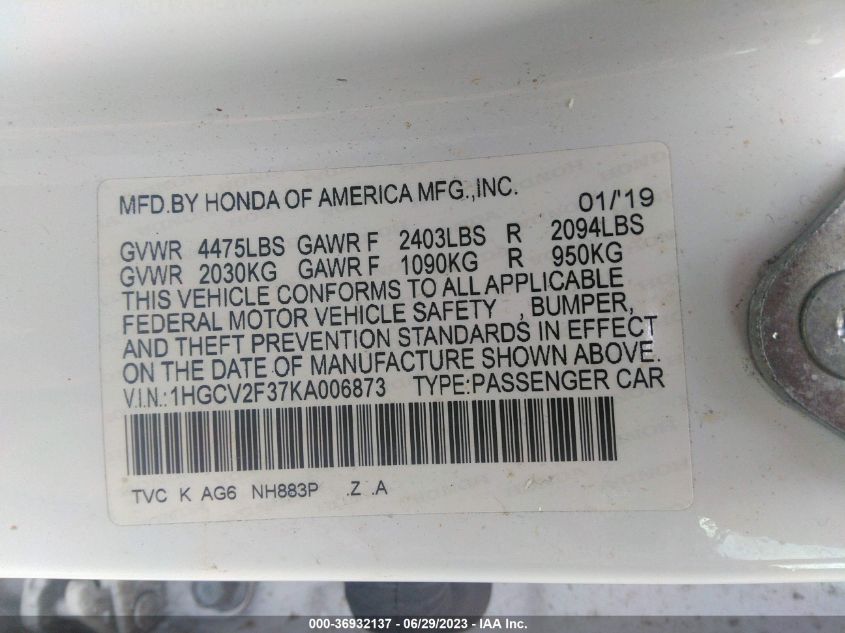 MFD.BY HONDA OF AMERICA MFG.,INC. 01/'19
GVWR 4475LBS GAWR F 2403LBS R 2094LBS
GVWR 2030KG GAWR F 1090KG R 950KG
THIS VEHICLE CONFORMS TO ALL APPLICABLE
FEDERAL MOTOR VEHICLE SAFETY , BUMPER,
AND THEFT PREVENTION STANDARDS IN EFFECT
ON THE DATE OF MANUFACTURE SHOWN ABOVE.
V.I.N.:1HGCV2F37KA006873 TYPE:PASSENGER CAR
TVC K AG6 NH883P .Z .A
000-36932137 - 06/29/2023 - IAA Inc.